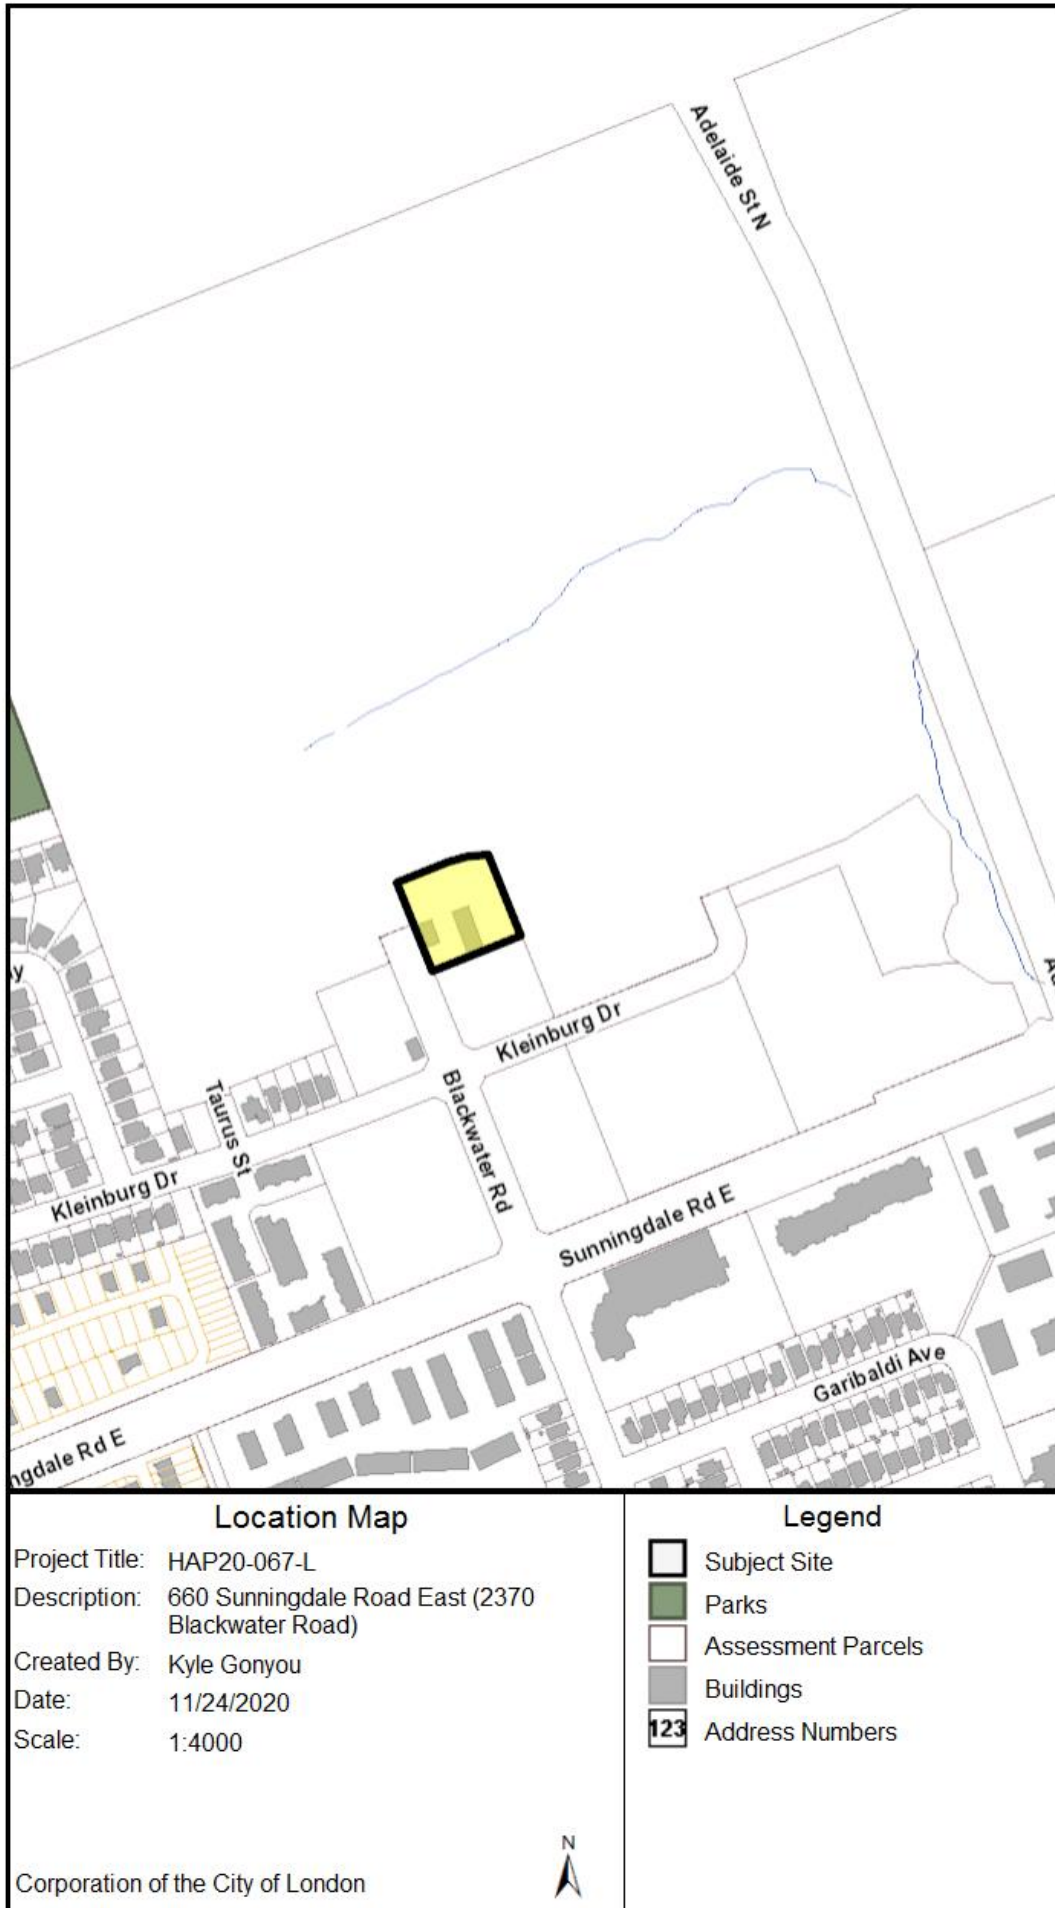 Adelaide St N
Kleinburg Dr
Blackwater Rd
Taurus St
Kleinburg Dr
Sunningdale Rd E
Garibaldi Ave
Rd E
Location Map
Project Title: HAP20-067-L
Description: 660 Sunningdale Road East (2370
Blackwater Road)
Created By: Kyle Gonyou
Date: 11/24/2020
Scale: 1:4000
N
Corporation of the City of London
Legend
Subject Site
Parks
Assessment Parcels
Buildings
123 Address Numbers